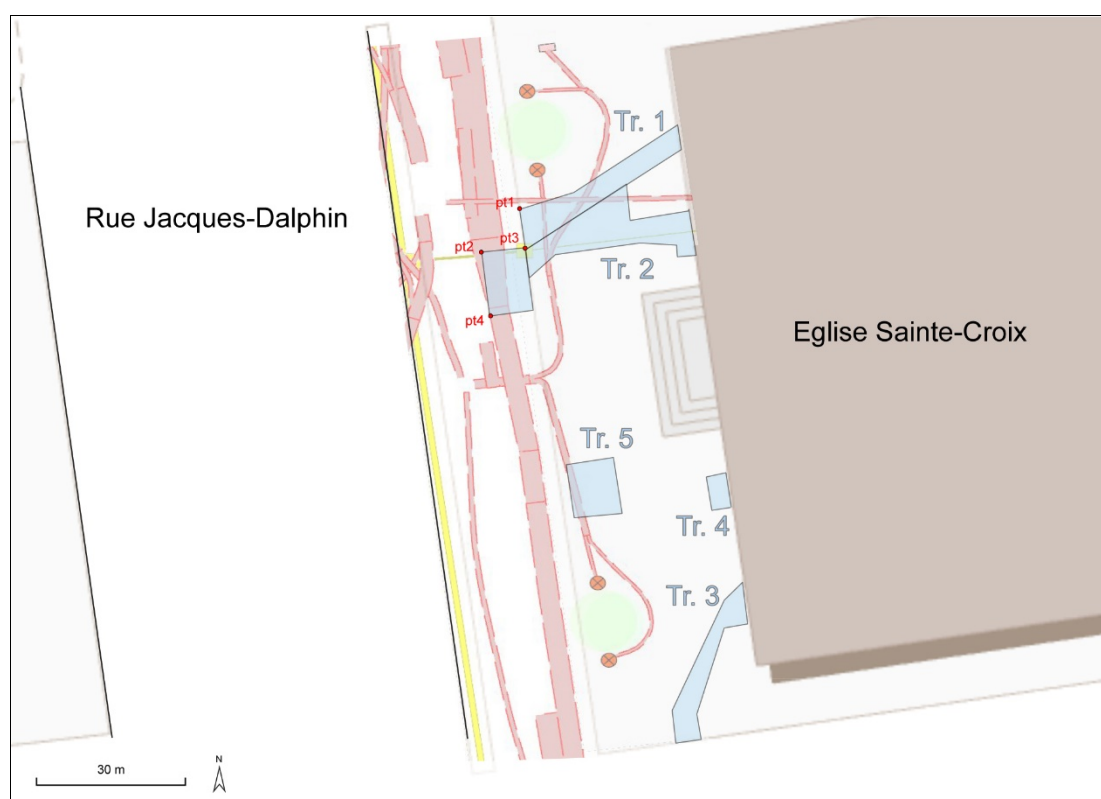 Tr. 1
Rue Jacques-Dalphin
pt1
pt3
pt2
Tr. 2
pt4
Eglise Sainte-Croix
Tr. 5
Tr. 4
Tr. 3
30 m
N